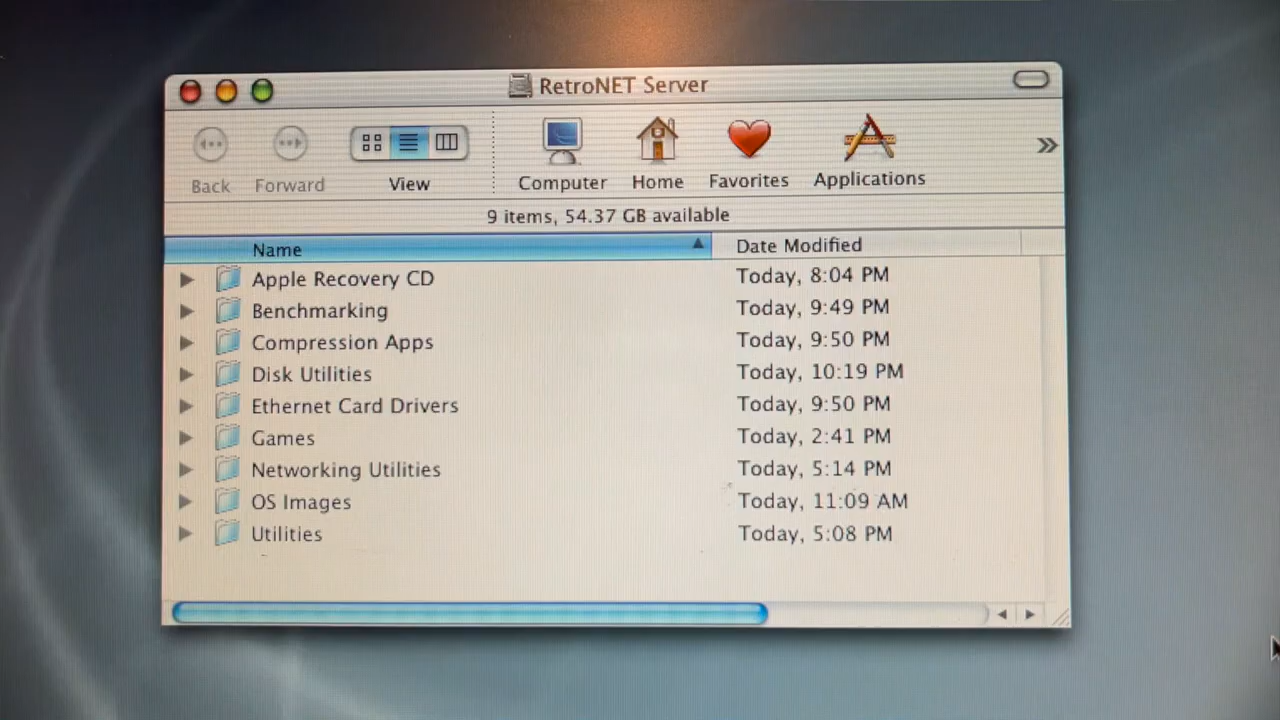 RetroNET Server
Back Forward View Computer Home Favorites Applications
9 items, 54.37 GB available
Name Date Modified
Apple Recovery CD Today, 8:04 PM
Benchmarking Today, 9:49 PM
Compression Apps Today, 9:50 PM
Disk Utilities Today, 10:19 PM
Ethernet Card Drivers Today, 9:50 PM
Games Today, 2:41 PM
Networking Utilities Today, 5:14 PM
OS Images Today, 11:09 AM
Utilities Today, 5:08 PM